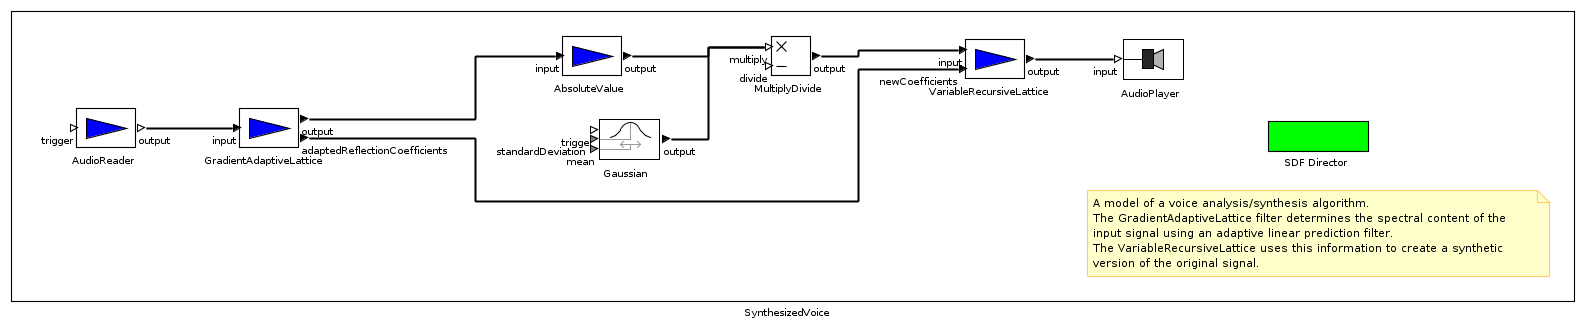 multiply
input
output
divide
output
input
output
input
newCoefficients
AbsoluteValue
MultiplyDivide
VariableRecursiveLattice
AudioPlayer
output
trigger
output
input
adaptedReflectionCoefficients
trigge
standardDeviation
output
mean
AudioReader
GradientAdaptiveLattice
Gaussian
SDF Director
A model of a voice analysis/synthesis algorithm.
The GradientAdaptiveLattice filter determines the spectral content of the
input signal using an adaptive linear prediction filter.
The VariableRecursiveLattice uses this information to create a synthetic
version of the original signal.
SynthesizedVoice